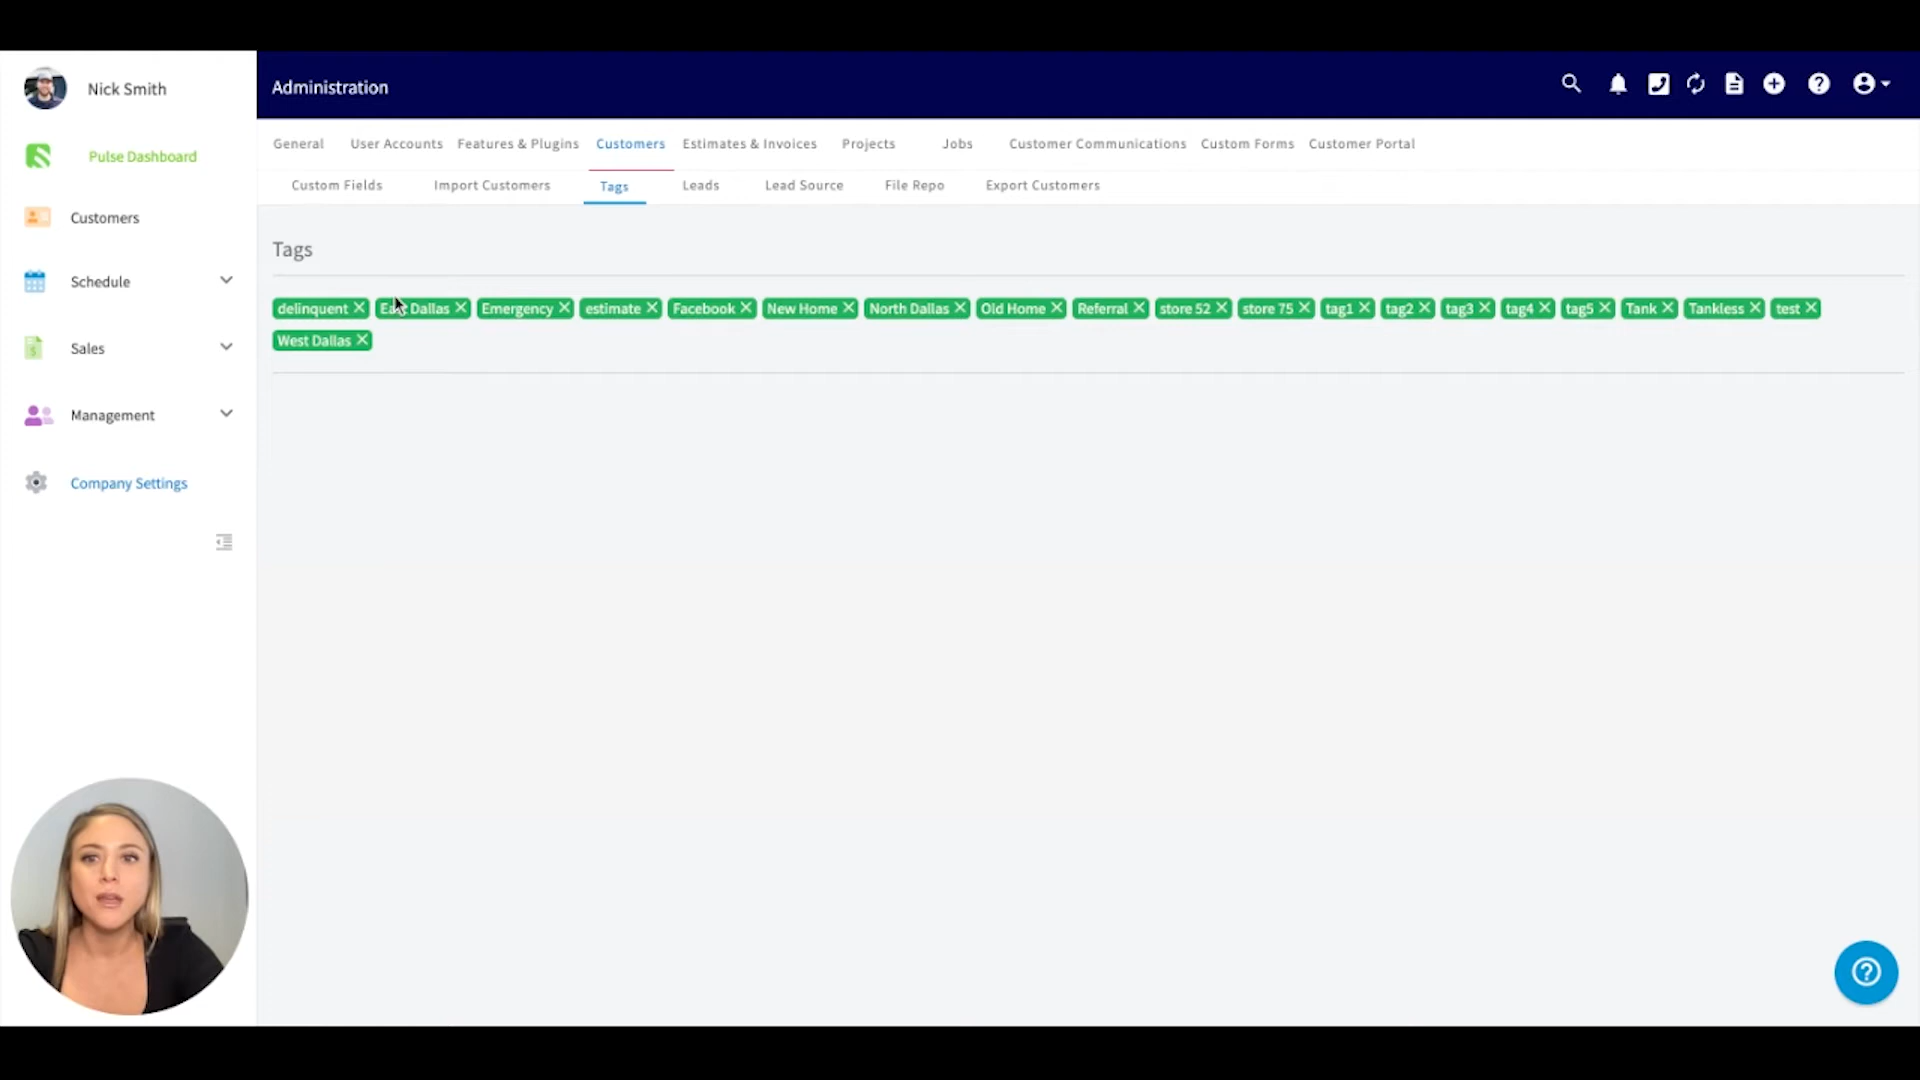 Nick Smith
Administration
Pulse Dashboard
Customers
Schedule
Sales
Management
Company Settings
General User Accounts Features & Plugins Customers Estimates & Invoices Projects Jobs Customer Communications Custom Forms Customer Portal
Custom Fields Import Customers Tags Leads Lead Source File Repo Export Customers
Tags
delinquent East Dallas Emergency estimate Facebook New Home North Dallas Old Home Referral store 52 store 75 tag1 tag2 tag3 tag4 tag5 Tank Tankless test
West Dallas